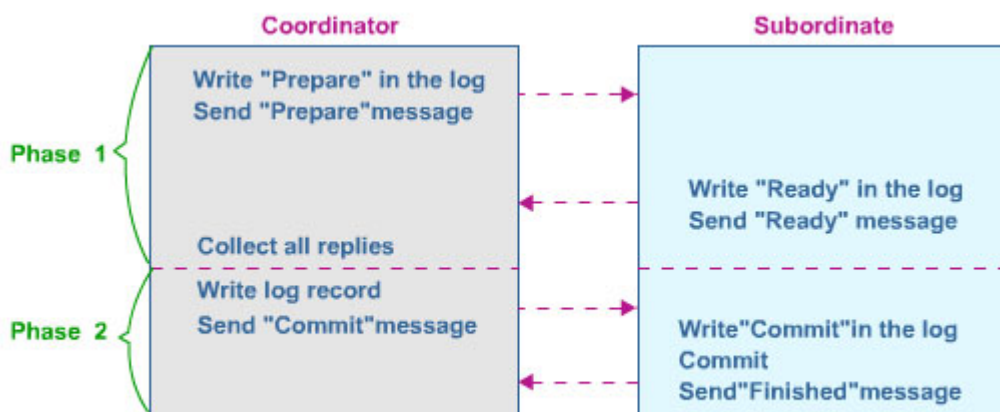 Coordinator
Subordinate
Write "Prepare" in the log
Send "Prepare"message
Phase 1
Write "Ready" in the log
Send "Ready" message
Collect all replies
Write log record
Send "Commit"message
Phase 2
Write"Commit"in the log
Commit
Send"Finished"message